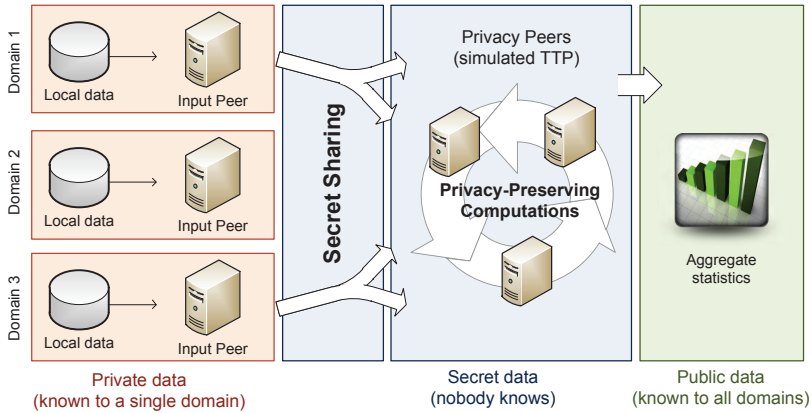 Domain 1
Local data
Input Peer
Domain 2
Local data
Input Peer
Domain 3
Local data
Input Peer
Private data
(known to a single domain)
Secret Sharing
Privacy Peers
(simulated TTP)
Privacy-Preserving
Computations
Secret data
(nobody knows)
Aggregate
statistics
Public data
(known to all domains)